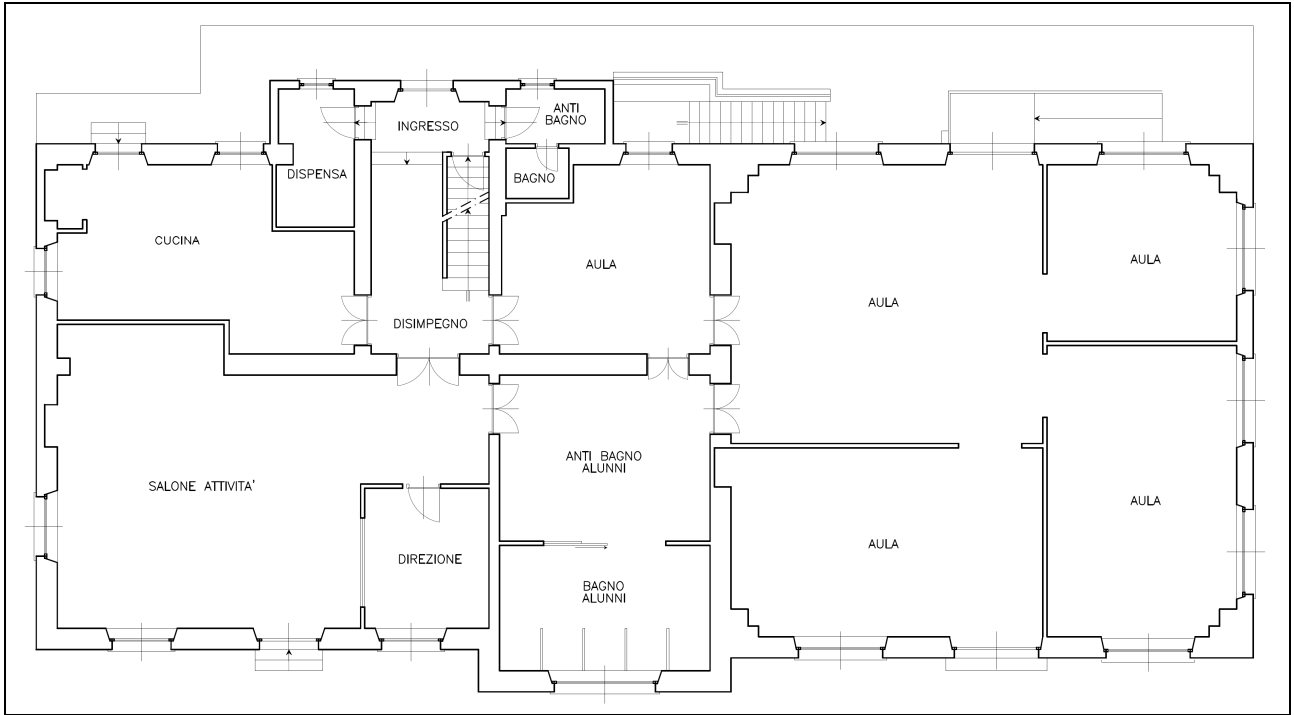 ANTI
BAGNO
INGRESSO
DISPENSA
BAGNO
CUCINA
AULA
AULA
AULA
DISIMPEGNO
ANTI BAGNO
ALUNNI
SALONE ATTIVITA'
AULA
AULA
DIREZIONE
BAGNO
ALUNNI